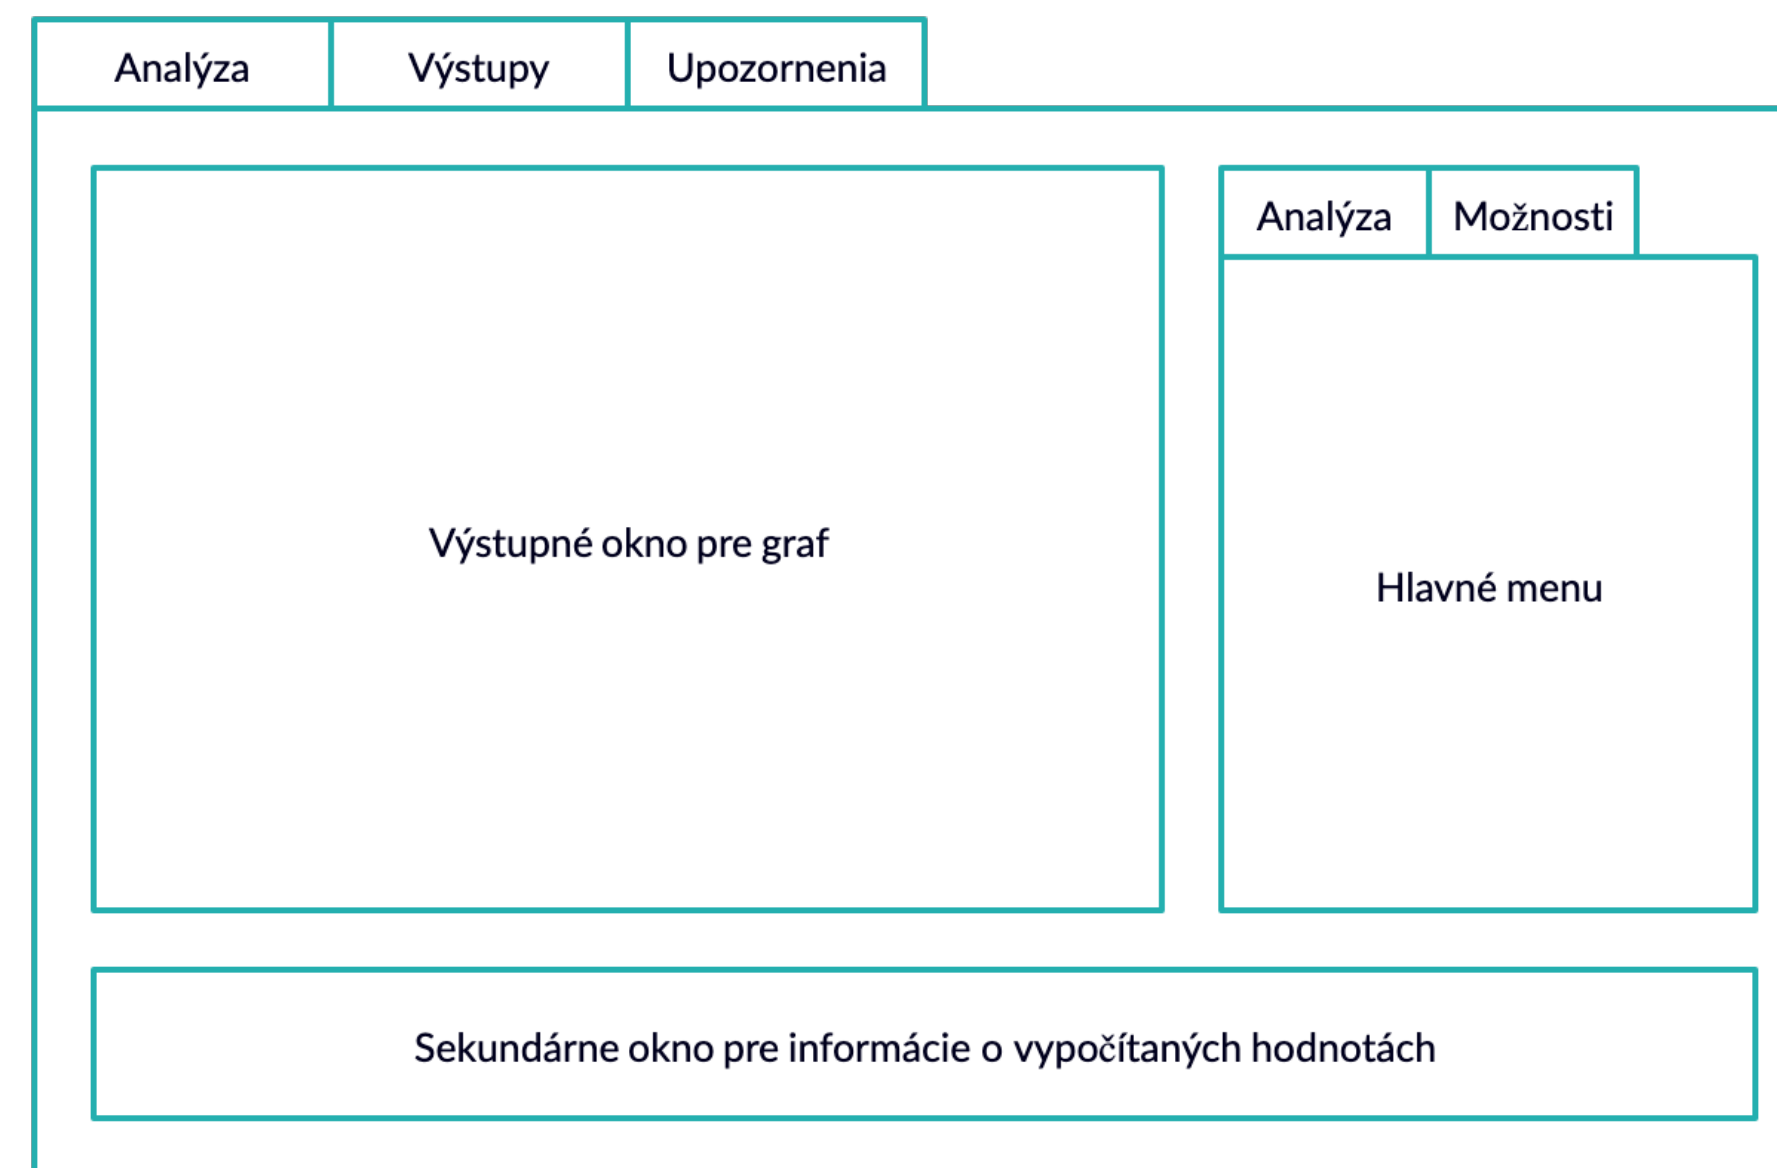 Analýza
Výstupy
Upozornenia
Analýza
Možnosti
Výstupné okno pre graf
Hlavné menu
Sekundárne okno pre informácie o vypočítaných hodnotách